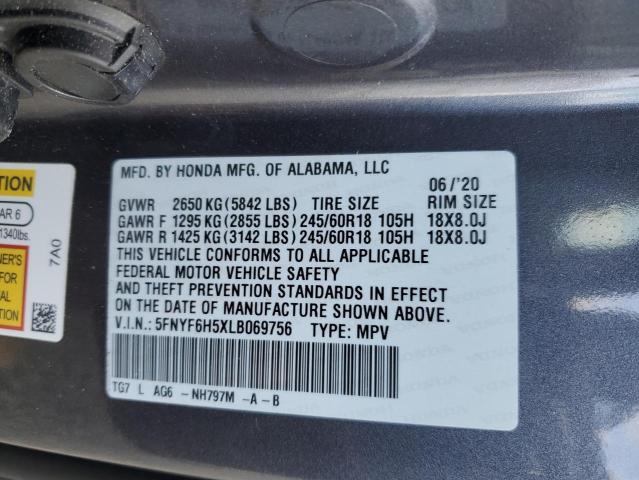 MFD. BY HONDA MFG. OF ALABAMA, LLC
06 /'20
GVWR 2650 KG (5842 LBS) TIRE SIZE RIM SIZE
GAWR F 1295 KG (2855 LBS) 245/60R18 105H 18X8.0J
GAWR R 1425 KG (3142 LBS) 245/60R18 105H 18X8.0J
THIS VEHICLE CONFORMS TO ALL APPLICABLE
FEDERAL MOTOR VEHICLE SAFETY
AND THEFT PREVENTION STANDARDS IN EFFECT
ON THE DATE OF MANUFACTURE SHOWN ABOVE.
V.I.N.: 5FNYF6H5XLB069756 TYPE: MPV
TG7 L AG6 -NH797M -A -B
AR 6
1340lbs.
NER'S
FOR
TAL
TION
7A0